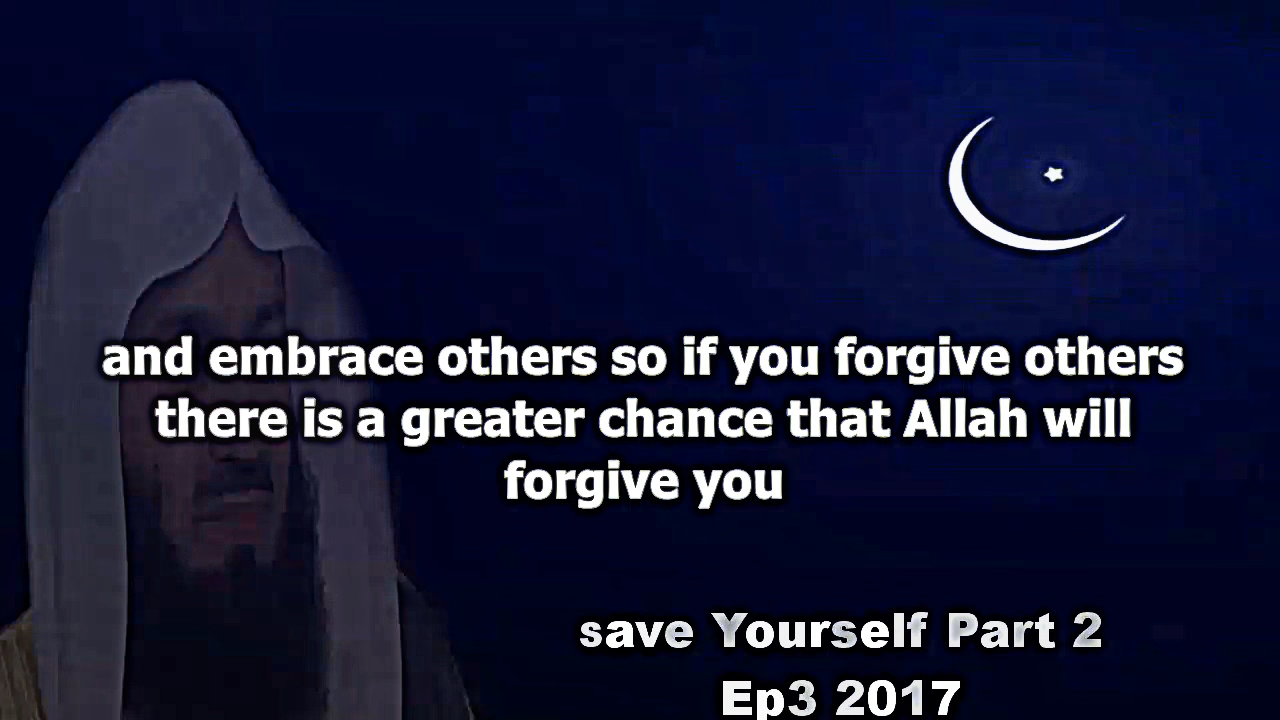 and embrace others so if you forgive others
there is a greater chance that Allah will
forgive you
save Yourself Part 2
Ep3 2017